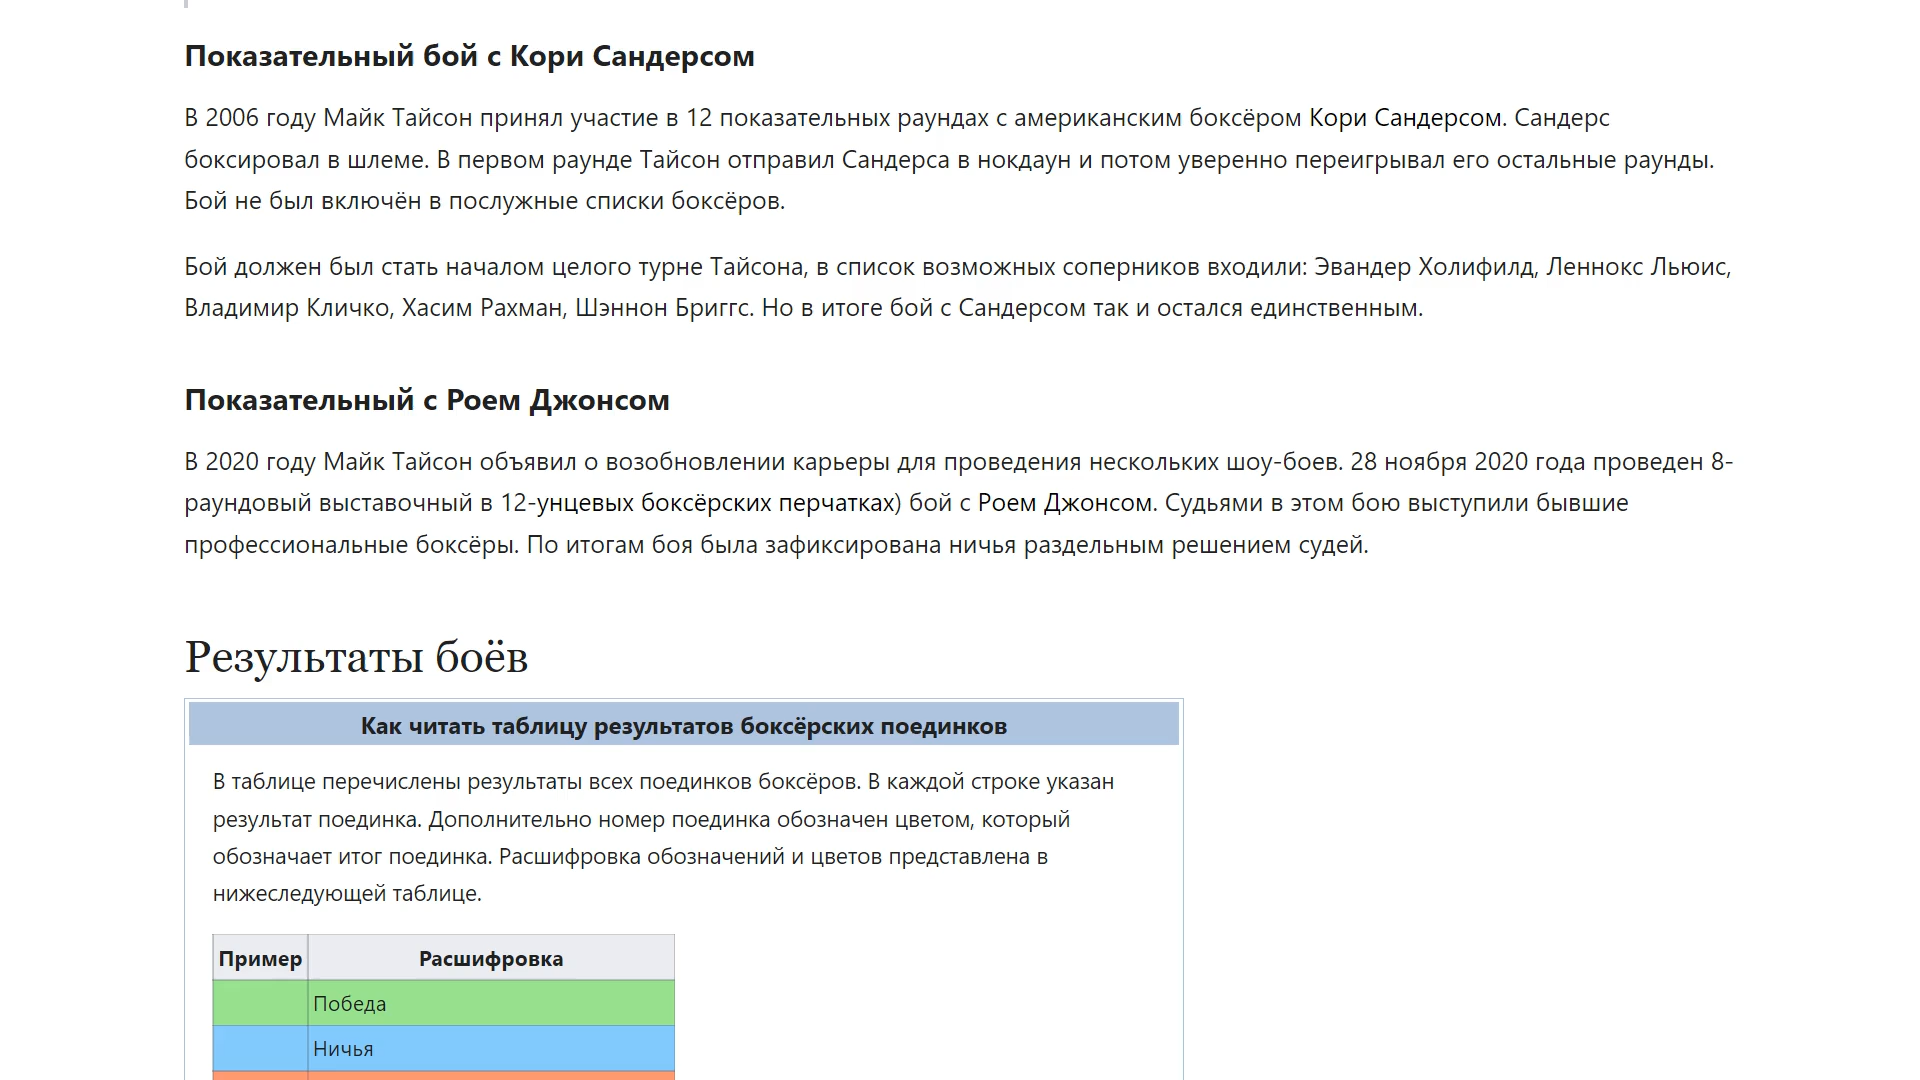 Показательный бой с Кори Сандерсом
В 2006 году Майк Тайсон принял участие в 12 показательных раундах с американским боксёром Кори Сандерсом. Сандерс
боксировал в шлеме. В первом раунде Тайсон отправил Сандерса в нокдаун и потом уверенно переигрывал его остальные раунды.
Бой не был включён в послужные списки боксёров.
Бой должен был стать началом целого турне Тайсона, в список возможных соперников входили: Эвандер Холифилд, Леннокс Льюис,
Владимир Кличко, Хасим Рахман, Шэннон Бриггс. Но в итоге бой с Сандерсом так и остался единственным.
Показательный с Роем Джонсом
В 2020 году Майк Тайсон объявил о возобновлении карьеры для проведения нескольких шоу-боев. 28 ноября 2020 года проведен 8-
раундовый выставочный в 12-унцевых боксёрских перчатках) бой с Роем Джонсом. Судьями в этом бою выступили бывшие
профессиональные боксёры. По итогам боя была зафиксирована ничья раздельным решением судей.
Результаты боёв
Как читать таблицу результатов боксёрских поединков
В таблице перечислены результаты всех поединков боксёров. В каждой строке указан
результат поединка. Дополнительно номер поединка обозначен цветом, который
обозначает итог поединка. Расшифровка обозначений и цветов представлена в
нижеследующей таблице.
Пример Расшифровка
Победа
Ничья